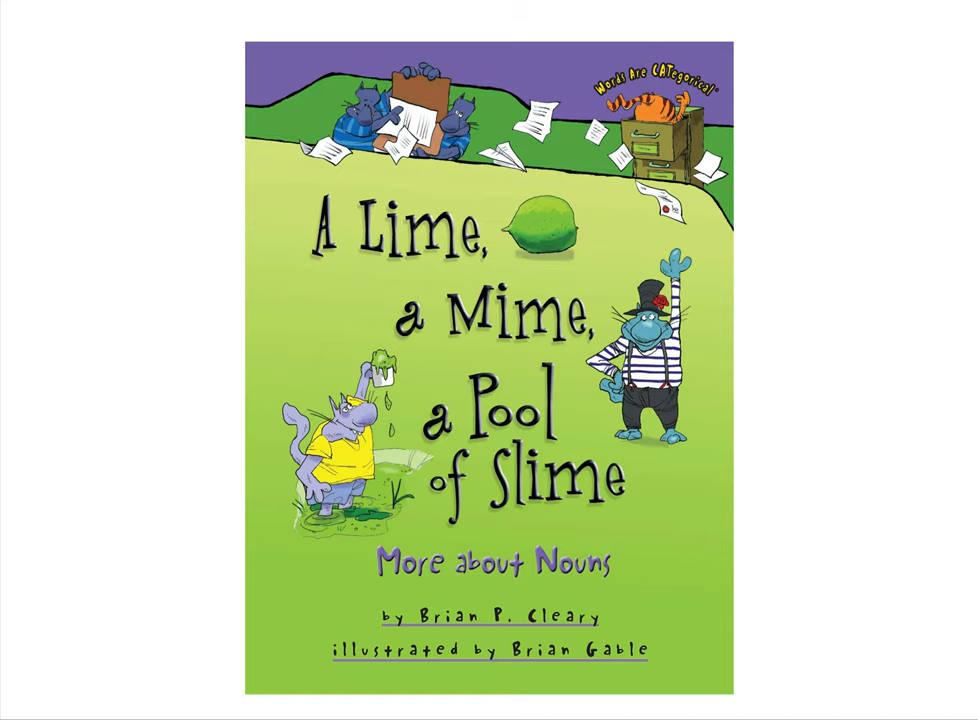 Words Are CATegorical®
A Lime,
a Mime,
a Pool
of Slime
More about Nouns
by Brian P. Cleary
illustrated by Brian Gable